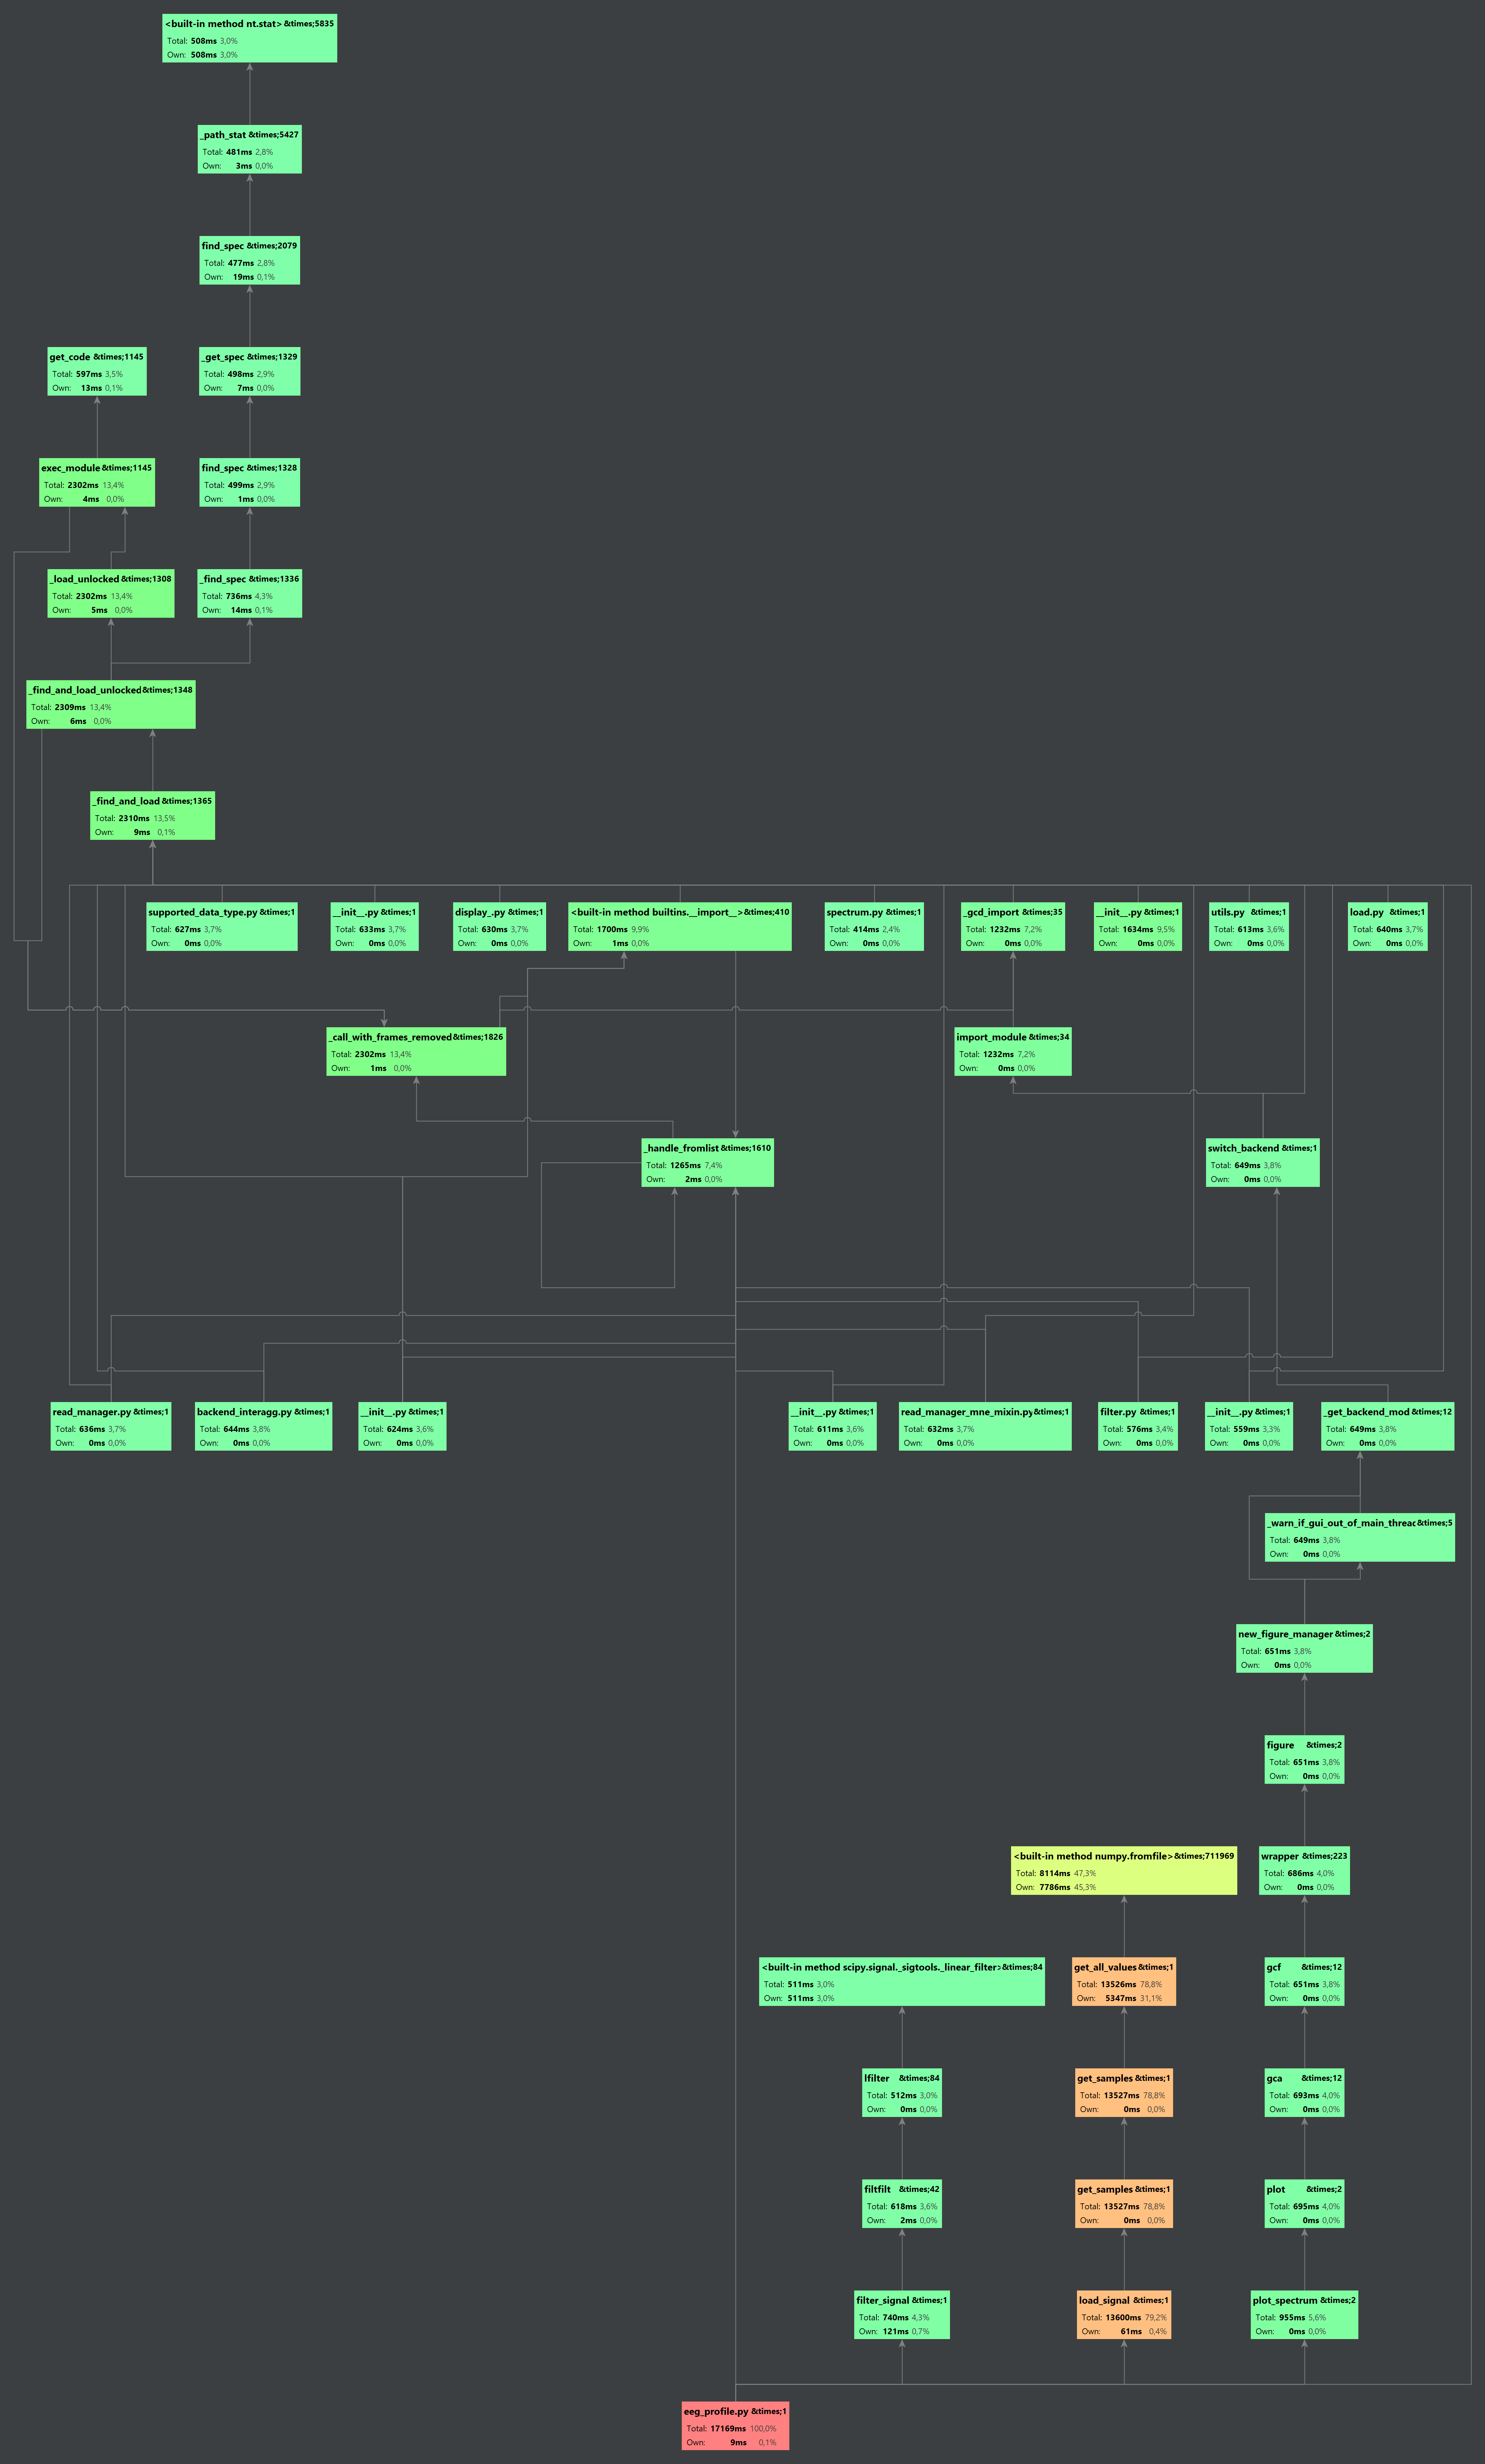 <built-in method nt.stat> &times;5835
Total: 508ms 3,0%
Own: 508ms 3,0%
_path_stat &times;5427
Total: 481ms 2,8%
Own: 3ms 0,0%
find_spec &times;2079
Total: 477ms 2,8%
Own: 19ms 0,1%
get_code &times;1145
Total: 597ms 3,5%
Own: 13ms 0,1%
_get_spec &times;1329
Total: 498ms 2,9%
Own: 7ms 0,0%
exec_module &times;1145
Total: 2302ms 13,4%
Own: 4ms 0,0%
find_spec &times;1328
Total: 499ms 2,9%
Own: 1ms 0,0%
_load_unlocked &times;1308
Total: 2302ms 13,4%
Own: 5ms 0,0%
_find_spec &times;1336
Total: 736ms 4,3%
Own: 14ms 0,1%
_find_and_load_unlocked &times;1348
Total: 2309ms 13,4%
Own: 6ms 0,0%
_find_and_load &times;1365
Total: 2310ms 13,5%
Own: 9ms 0,1%
supported_data_type.py &times;1
Total: 627ms 3,7%
Own: 0ms 0,0%
__init__.py &times;1
Total: 633ms 3,7%
Own: 0ms 0,0%
display_.py &times;1
Total: 630ms 3,7%
Own: 0ms 0,0%
<built-in method builtins.__import__> &times;410
Total: 1700ms 9,9%
Own: 1ms 0,0%
spectrum.py &times;1
Total: 414ms 2,4%
Own: 0ms 0,0%
_gcd_import &times;35
Total: 1232ms 7,2%
Own: 0ms 0,0%
__init__.py &times;1
Total: 1634ms 9,5%
Own: 0ms 0,0%
utils.py &times;1
Total: 613ms 3,6%
Own: 0ms 0,0%
load.py &times;1
Total: 640ms 3,7%
Own: 0ms 0,0%
_call_with_frames_removed &times;1826
Total: 2302ms 13,4%
Own: 1ms 0,0%
import_module &times;34
Total: 1232ms 7,2%
Own: 0ms 0,0%
_handle_fromlist &times;1610
Total: 1265ms 7,4%
Own: 2ms 0,0%
switch_backend &times;1
Total: 649ms 3,8%
Own: 0ms 0,0%
read_manager.py &times;1
Total: 636ms 3,7%
Own: 0ms 0,0%
backend_interagg.py &times;1
Total: 644ms 3,8%
Own: 0ms 0,0%
__init__.py &times;1
Total: 624ms 3,6%
Own: 0ms 0,0%
__init__.py &times;1
Total: 611ms 3,6%
Own: 0ms 0,0%
read_manager_mne_mixin.py &times;1
Total: 632ms 3,7%
Own: 0ms 0,0%
filter.py &times;1
Total: 576ms 3,4%
Own: 0ms 0,0%
__init__.py &times;1
Total: 559ms 3,3%
Own: 0ms 0,0%
_get_backend_mod &times;12
Total: 649ms 3,8%
Own: 0ms 0,0%
_warn_if_gui_out_of_main_threac &times;5
Total: 649ms 3,8%
Own: 0ms 0,0%
new_figure_manager &times;2
Total: 651ms 3,8%
Own: 0ms 0,0%
figure &times;2
Total: 651ms 3,8%
Own: 0ms 0,0%
<built-in method numpy.fromfile> &times;711969
Total: 8114ms 47,3%
Own: 7786ms 45,3%
wrapper &times;223
Total: 686ms 4,0%
Own: 0ms 0,0%
<built-in method scipy.signal._sigtools._linear_filter> &times;84
Total: 511ms 3,0%
Own: 511ms 3,0%
get_all_values &times;1
Total: 13526ms 78,8%
Own: 5347ms 31,1%
gcf &times;12
Total: 651ms 3,8%
Own: 0ms 0,0%
lfilter &times;84
Total: 512ms 3,0%
Own: 0ms 0,0%
get_samples &times;1
Total: 13527ms 78,8%
Own: 0ms 0,0%
gca &times;12
Total: 693ms 4,0%
Own: 0ms 0,0%
filtfilt &times;42
Total: 618ms 3,6%
Own: 2ms 0,0%
get_samples &times;1
Total: 13527ms 78,8%
Own: 0ms 0,0%
plot &times;2
Total: 695ms 4,0%
Own: 0ms 0,0%
filter_signal &times;1
Total: 740ms 4,3%
Own: 121ms 0,7%
load_signal &times;1
Total: 13600ms 79,2%
Own: 61ms 0,4%
plot_spectrum &times;2
Total: 955ms 5,6%
Own: 0ms 0,0%
eeg_profile.py &times;1
Total: 17169ms 100,0%
Own: 9ms 0,1%